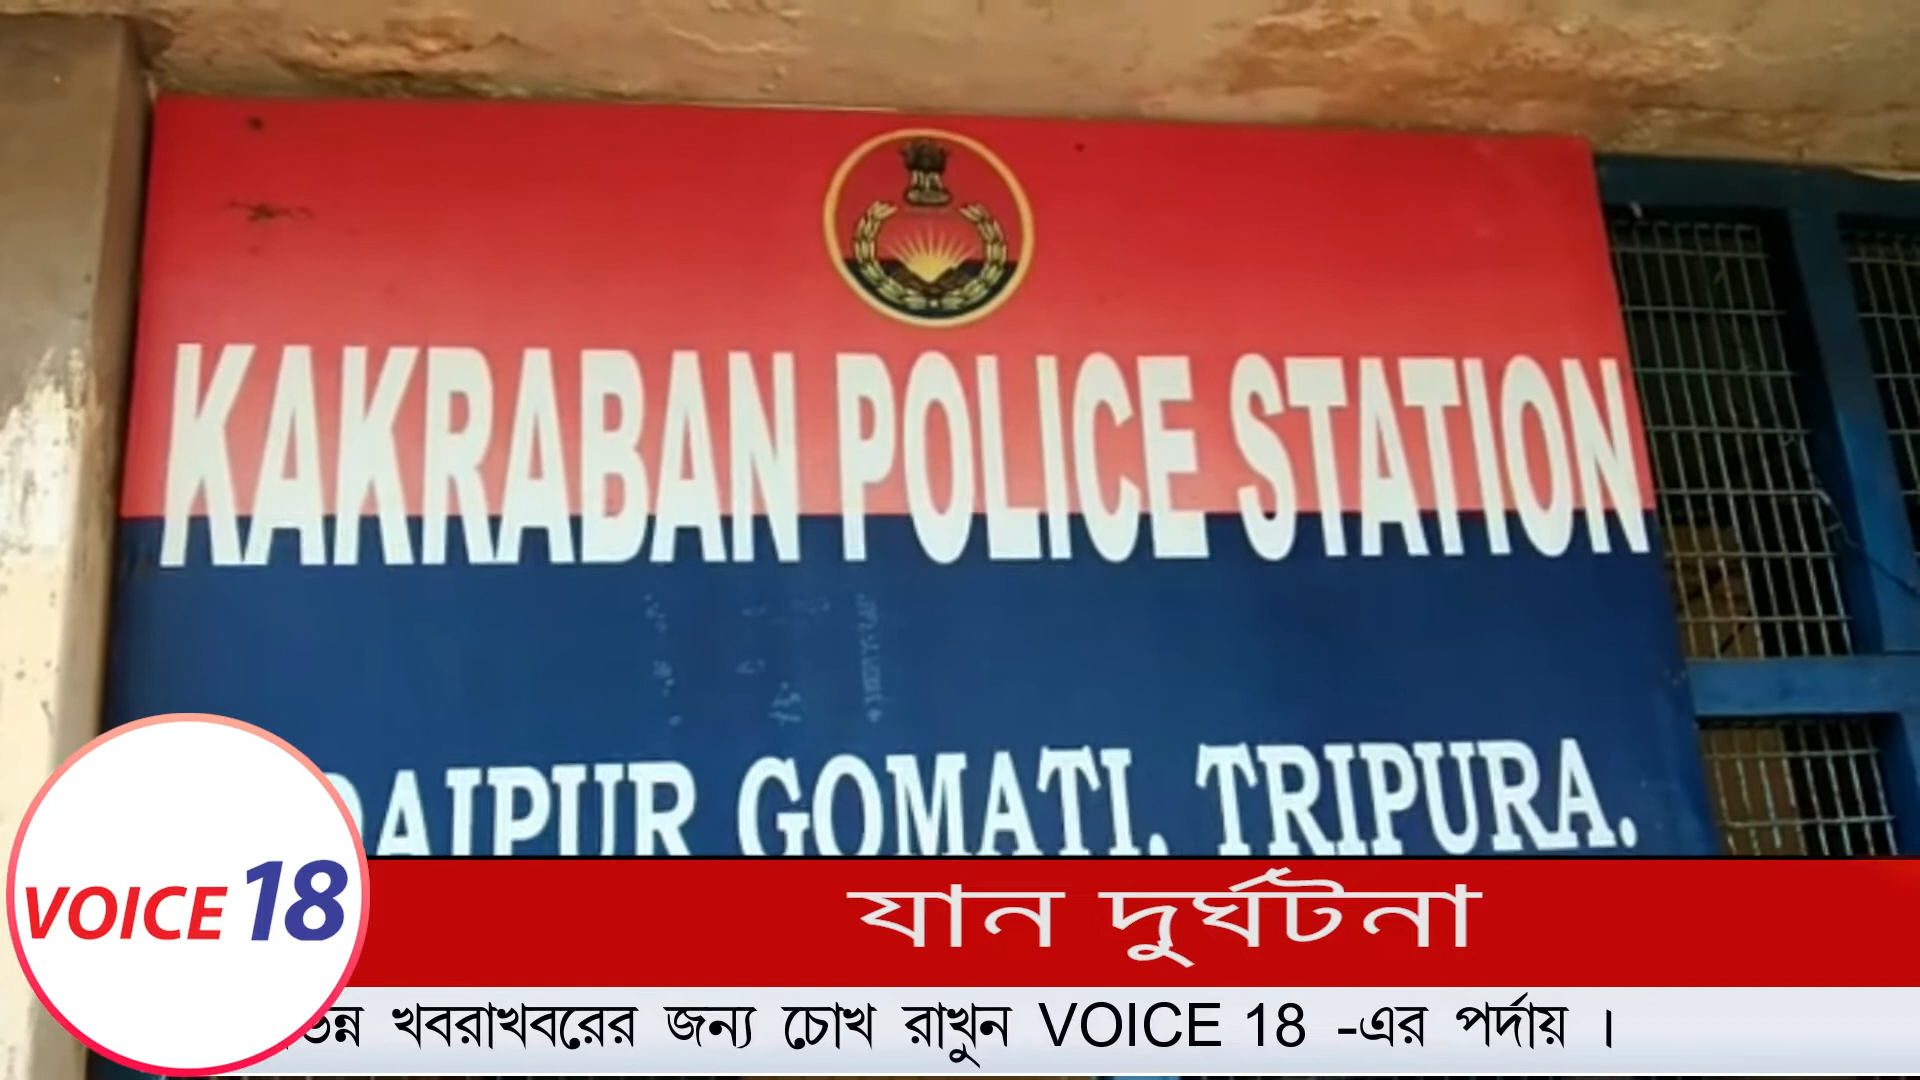 KAKRABAN POLICE STATION
GOMATI, TRIPURA.
VOICE 18
যান দুর্ঘটনা
খবরাখবরের জন্য চোখ রাখুন VOICE 18 -এর পর্দায় ।